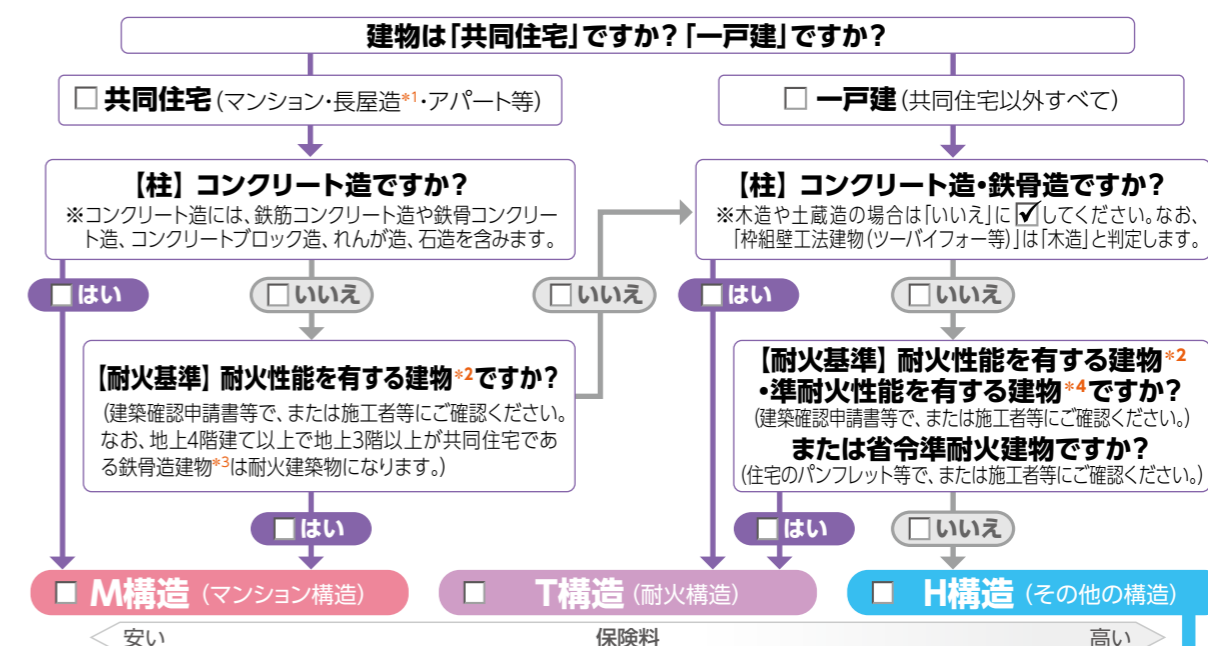 建物は「共同住宅」ですか?「一戸建」ですか?
□ 共同住宅(マンション・長屋造*1・アパート等)
□ 一戸建(共同住宅以外すべて)
【柱】コンクリート造ですか?
※コンクリート造には、鉄筋コンクリート造や鉄骨コンクリー
ト造、コンクリートブロック造、れんが造、石造を含みます。
【柱】コンクリート造・鉄骨造ですか?
※木造や土蔵造の場合は「いいえ」に☑してください。なお、
「枠組壁工法建物(ツーバイフォー等)」は「木造」と判定します。
□はい
□いいえ
□いいえ
□はい
□いいえ
【耐火基準】耐火性能を有する建物*2ですか?
(建築確認申請書等で、または施工者等にご確認ください。
なお、地上4階建て以上で地上3階以上が共同住宅であ
る鉄骨造建物*3は耐火建築物になります。)
【耐火基準】耐火性能を有する建物*2
・準耐火性能を有する建物*4ですか?
(建築確認申請書等で、または施工者等にご確認ください。)
または省令準耐火建物ですか?
(住宅のパンフレット等で、または施工者等にご確認ください。)
□はい
□はい
□いいえ
□ M構造(マンション構造)
□ T構造(耐火構造)
□ H構造(その他の構造)
安い
保険料
高い